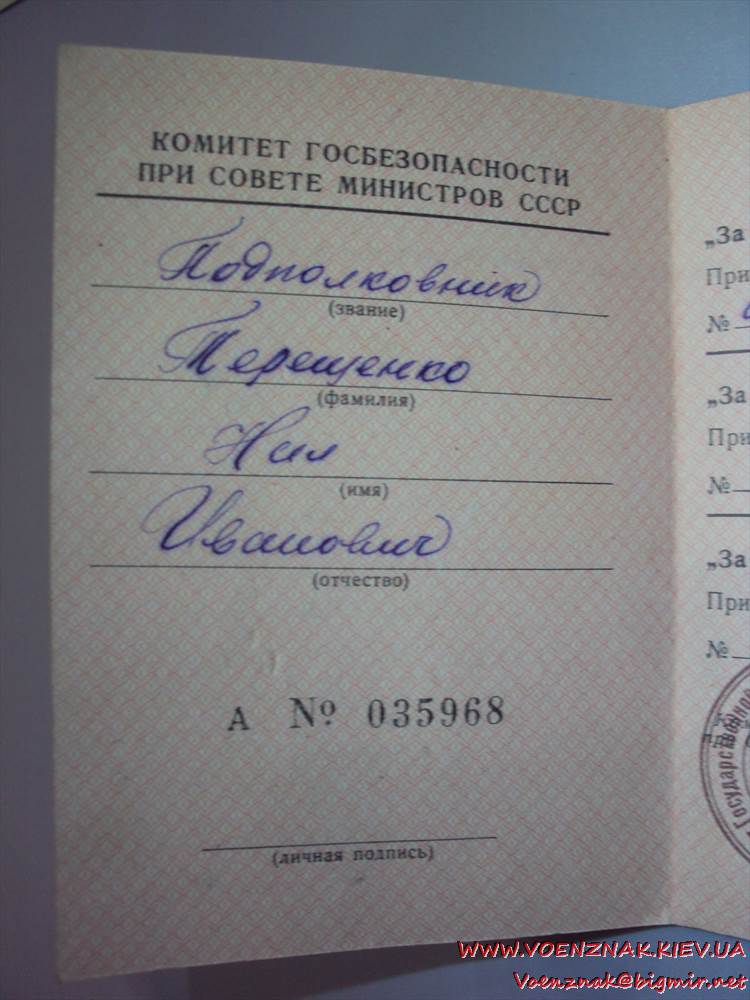 КОМИТЕТ ГОСБЕЗОПАСНОСТИ
ПРИ СОВЕТЕ МИНИСТРОВ СССР
Подполковник
(звание)
Терещенко
(фамилия)
Нил
(имя)
Иванович
(отчество)
А № 035968
(личная подпись)
„За
При
№
„За
При
№
„За
При
№
Государственной
WWW.VOENZNAK.KIEV.UA
Voenznak@bigmir.net